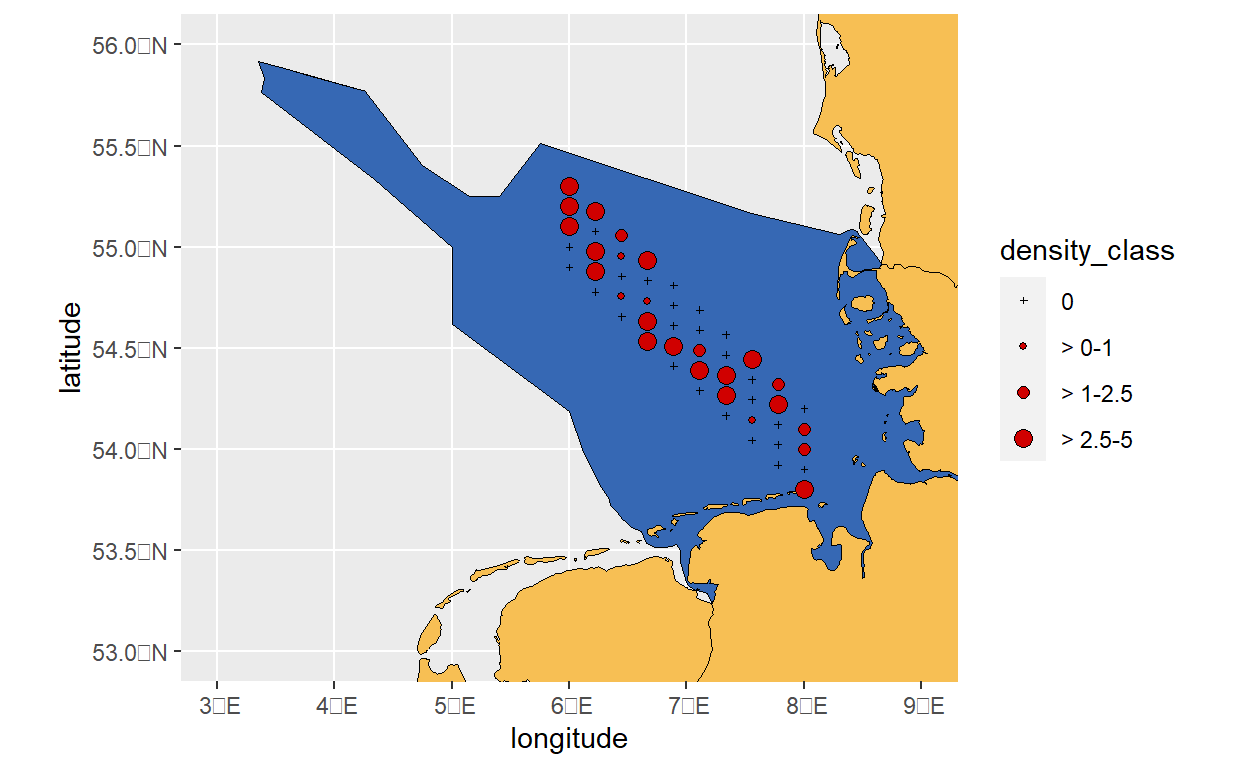 56.0□N
55.5□N
55.0□N
54.5□N
54.0□N
53.5□N
53.0□N
latitude
3□E 4□E 5□E 6□E 7□E 8□E 9□E
longitude
density_class
0
> 0-1
> 1-2.5
> 2.5-5